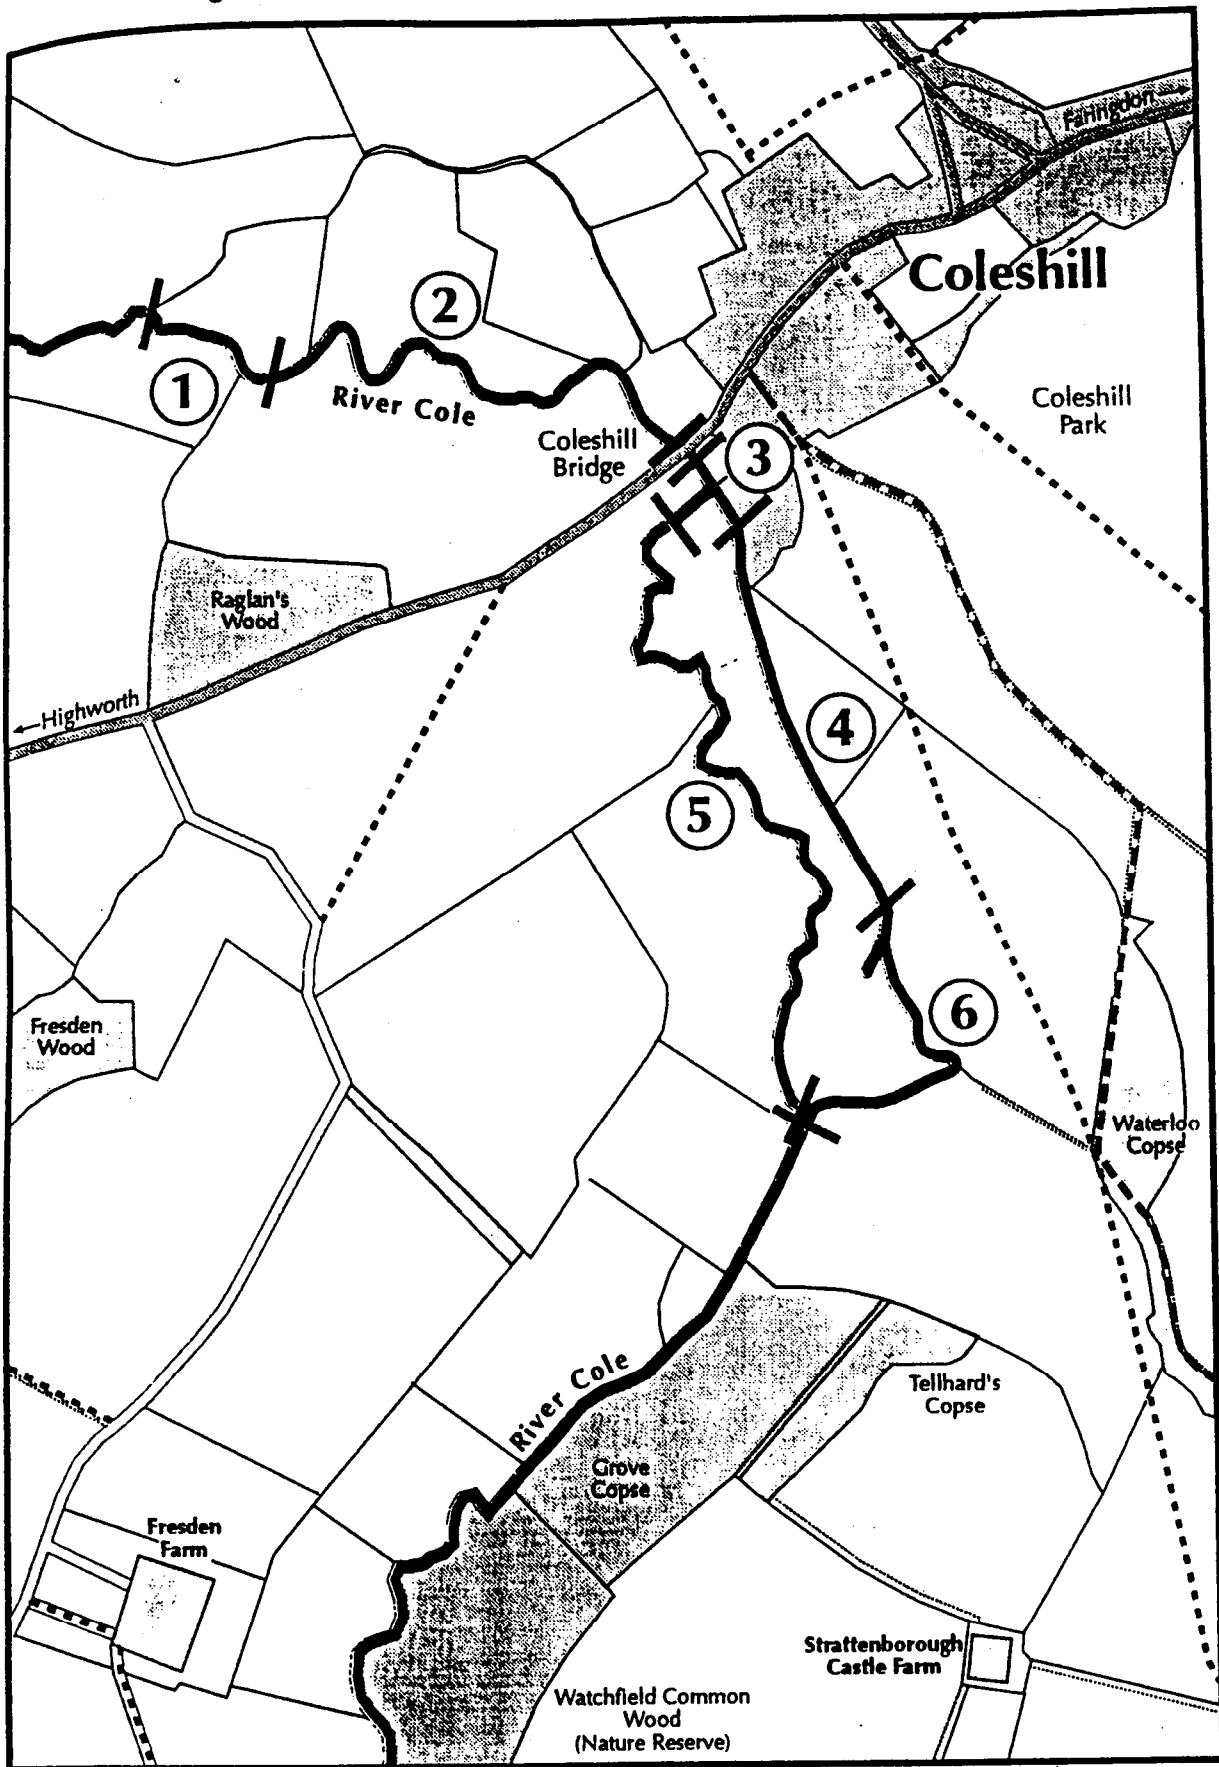 Faringdon
Coleshill
2
1
River Cole
Coleshill
Bridge
3
Coleshill
Park
Raglan's
Wood
Highworth
4
5
6
Fresden
Wood
Waterloo
Copse
River Cole
Tellhard's
Copse
Grove
Copse
Fresden
Farm
Strattenborough
Castle Farm
Watchfield Common
Wood
(Nature Reserve)